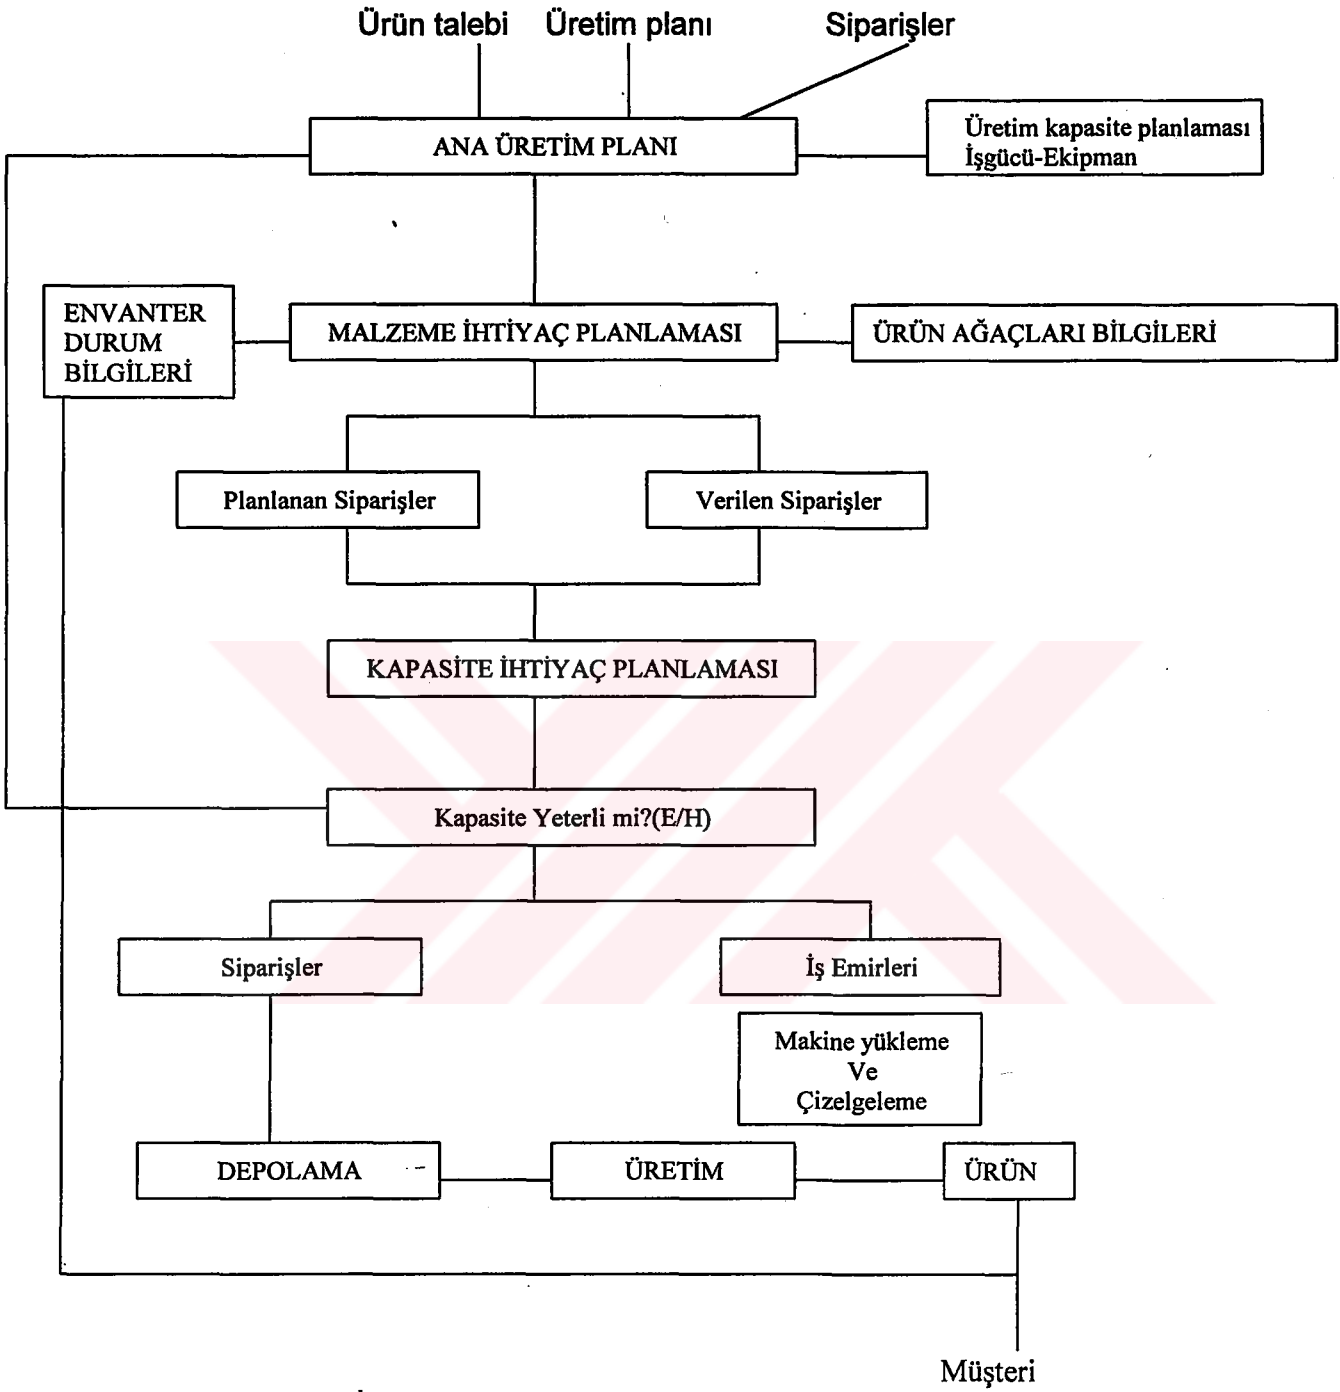 Ürün talebi Üretim planı Siparişler
ANA ÜRETİM PLANI
Üretim kapasite planlaması
İşgücü-Ekipman
ENVANTER
DURUM
BİLGİLERİ
MALZEME İHTİYAÇ PLANLAMASI
ÜRÜN AĞAÇLARI BİLGİLERİ
Planlanan Siparişler
Verilen Siparişler
KAPASİTE İHTİYAÇ PLANLAMASI
Kapasite Yeterli mi?(E/H)
Siparişler
İş Emirleri
Makine yükleme
Ve
Çizelgeleme
DEPOLAMA
ÜRETİM
ÜRÜN
Müşteri